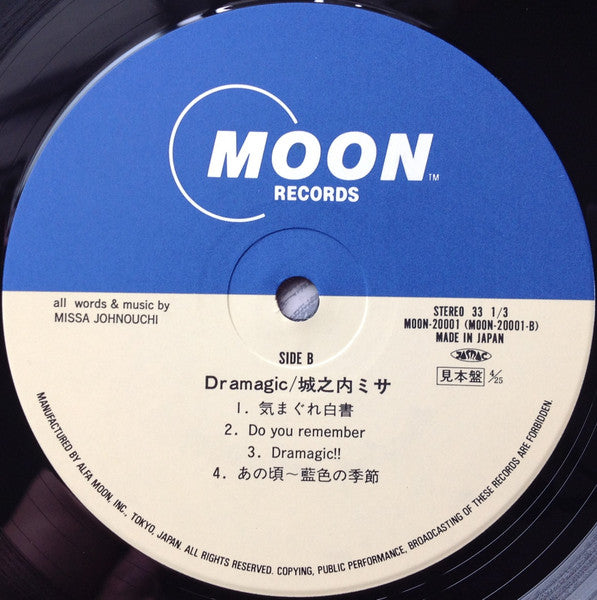 MOON™
RECORDS
all words & music by
MISSA JOHNOUCHI
STEREO 33 1/3
MOON-20001 (MOON-20001-B)
MADE IN JAPAN
JASRAC
見本盤 4/25
SIDE B
Dramagic/城之内ミサ
1. 気まぐれ白書
2. Do you remember
3. Dramagic!!
4. あの頃〜藍色の季節
MANUFACTURED BY ALFA MOON, INC., TOKYO, JAPAN. ALL RIGHTS RESERVED. COPYING, PUBLIC PERFORMANCE, BROADCASTING OF THESE RECORDS ARE FORBIDDEN.